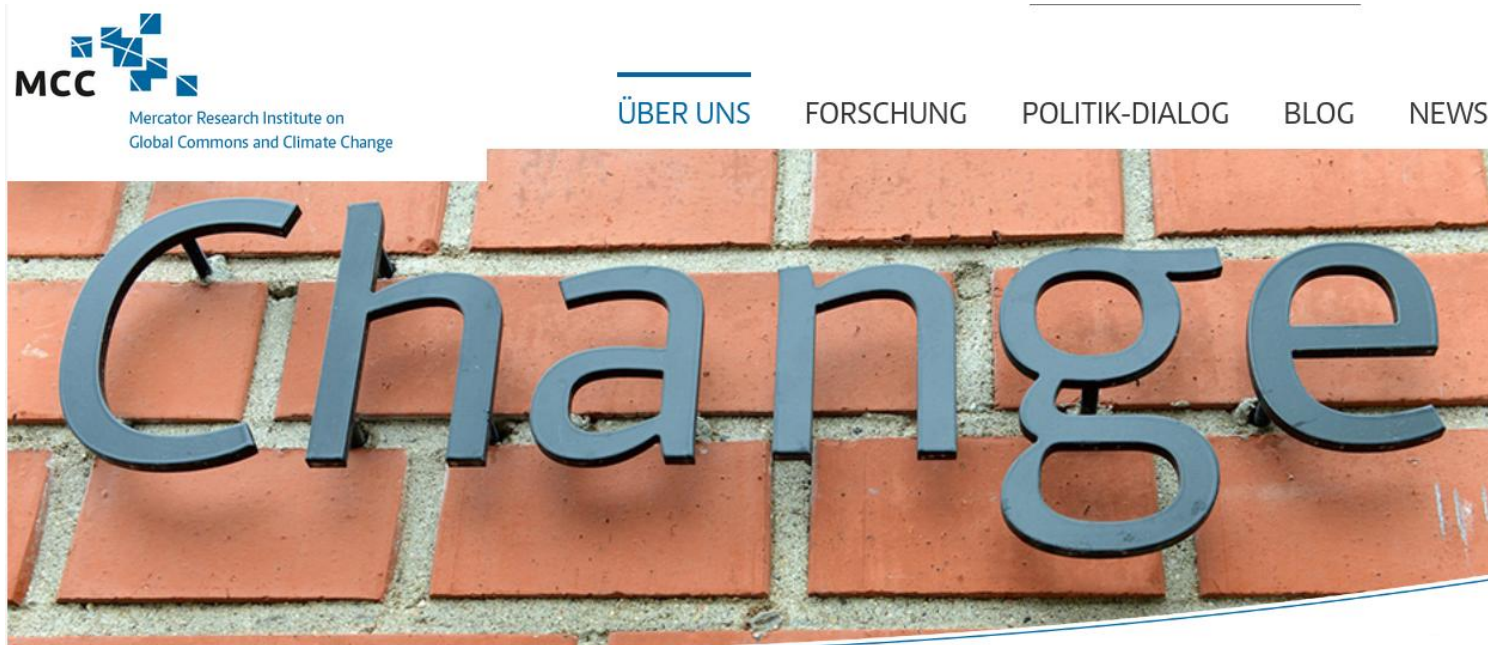 MCC
Mercator Research Institute on
Global Commons and Climate Change
ÜBER UNS FORSCHUNG POLITIK-DIALOG BLOG NEWS
Change